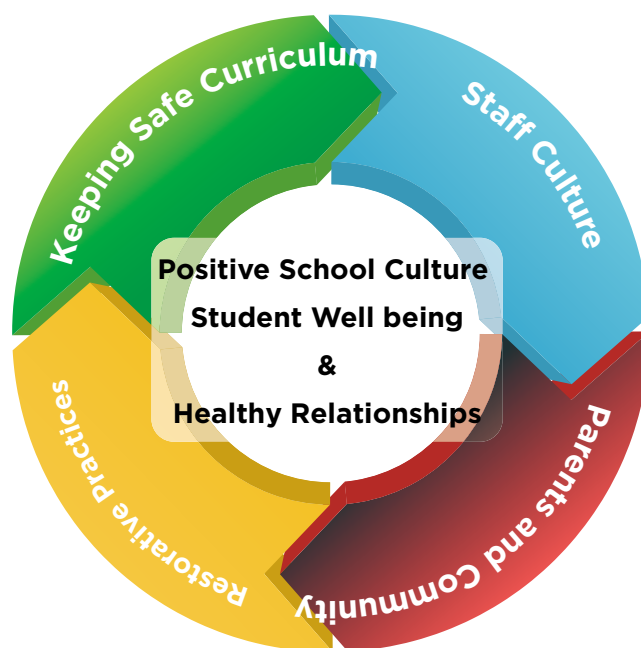 Keeping Safe Curriculum
Staff Culture
Positive School Culture
Student Well being
&
Healthy Relationships
Restorative Practices
Parents and Community